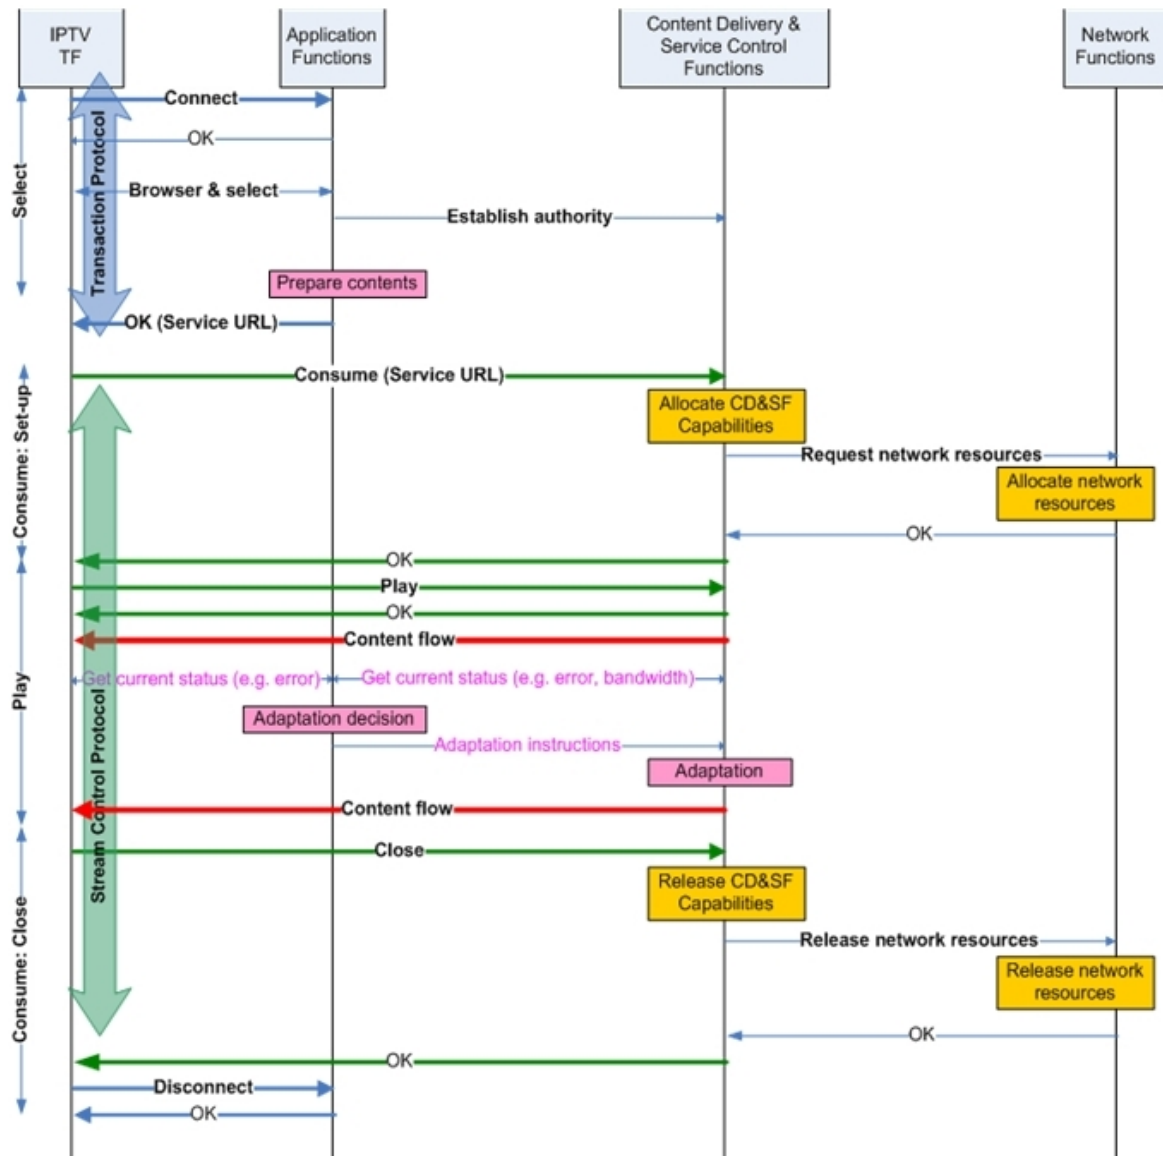 IPTV
TF
Application
Functions
Content Delivery &
Service Control
Functions
Network
Functions
Connect
OK
Browser & select
Establish authority
Prepare contents
OK (Service URL)
Select
Transaction Protocol
Consume (Service URL)
Allocate CD&SF
Capabilities
Request network resources
Allocate network
resources
OK
Consume: Set-up
OK
Play
OK
Content flow
Get current status (e.g. error)
Get current status (e.g. error, bandwidth)
Adaptation decision
Adaptation instructions
Adaptation
Content flow
Play
Stream Control Protocol
Close
Release CD&SF
Capabilities
Release network resources
Release network
resources
OK
OK
Disconnect
OK
Consume: Close